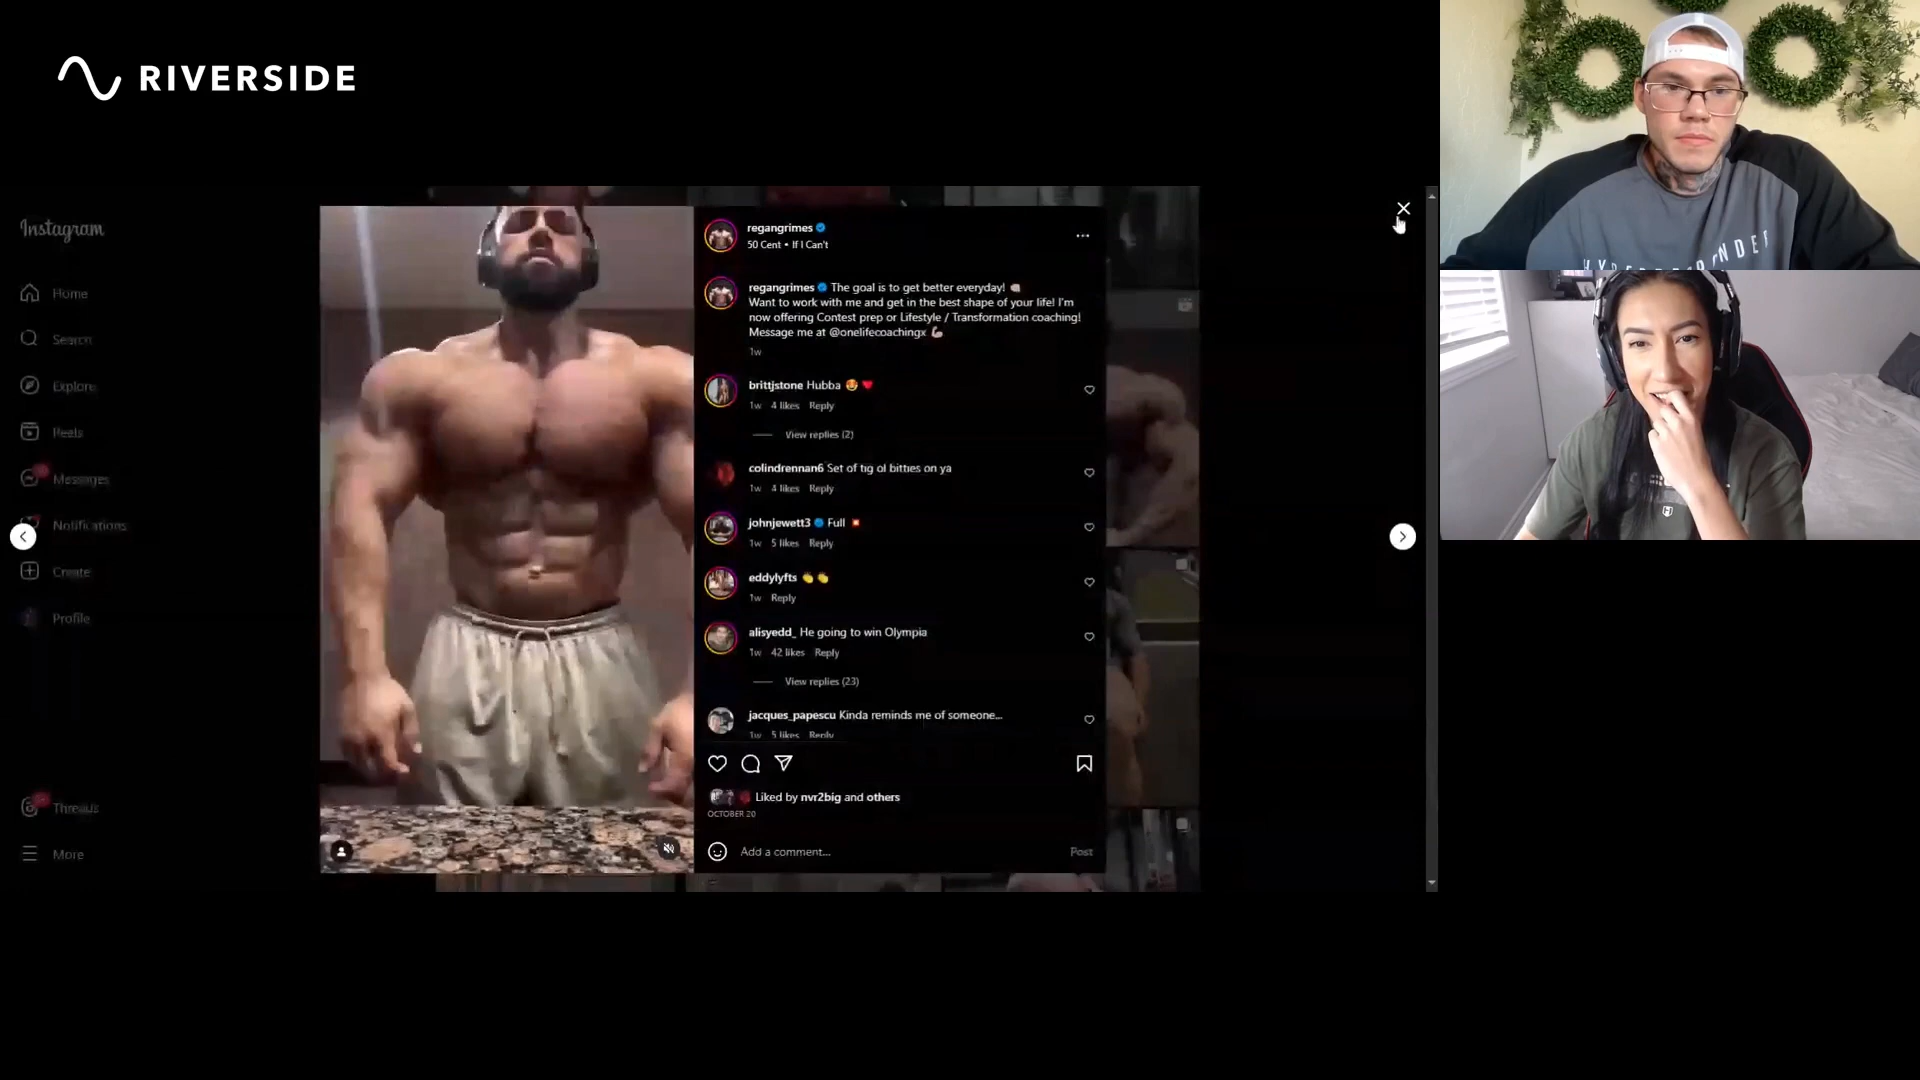 RIVERSIDE
Instagram
Home
Search
Explore
Reels
Messages
Notifications
Create
Profile
Threads
More
regangrimes
50 Cent • If I Can't
regangrimes The goal is to get better everyday! 👊
Want to work with me and get in the best shape of your life! I'm
now offering Contest prep or Lifestyle / Transformation coaching!
Message me at @onelifecoachingx 💪
1w
brittjstone Hubba 😍 ❤️
1w 4 likes Reply
View replies (2)
colindrennan6 Set of tig ol bitties on ya
1w 4 likes Reply
johnjewett3 Full 💥
1w 5 likes Reply
eddylyfts 👏 👏
1w Reply
alisyedd_ He going to win Olympia
1w 42 likes Reply
View replies (23)
jacques_papescu Kinda reminds me of someone...
1w 5 likes Reply
Liked by nvr2big and others
OCTOBER 20
Add a comment...
Post